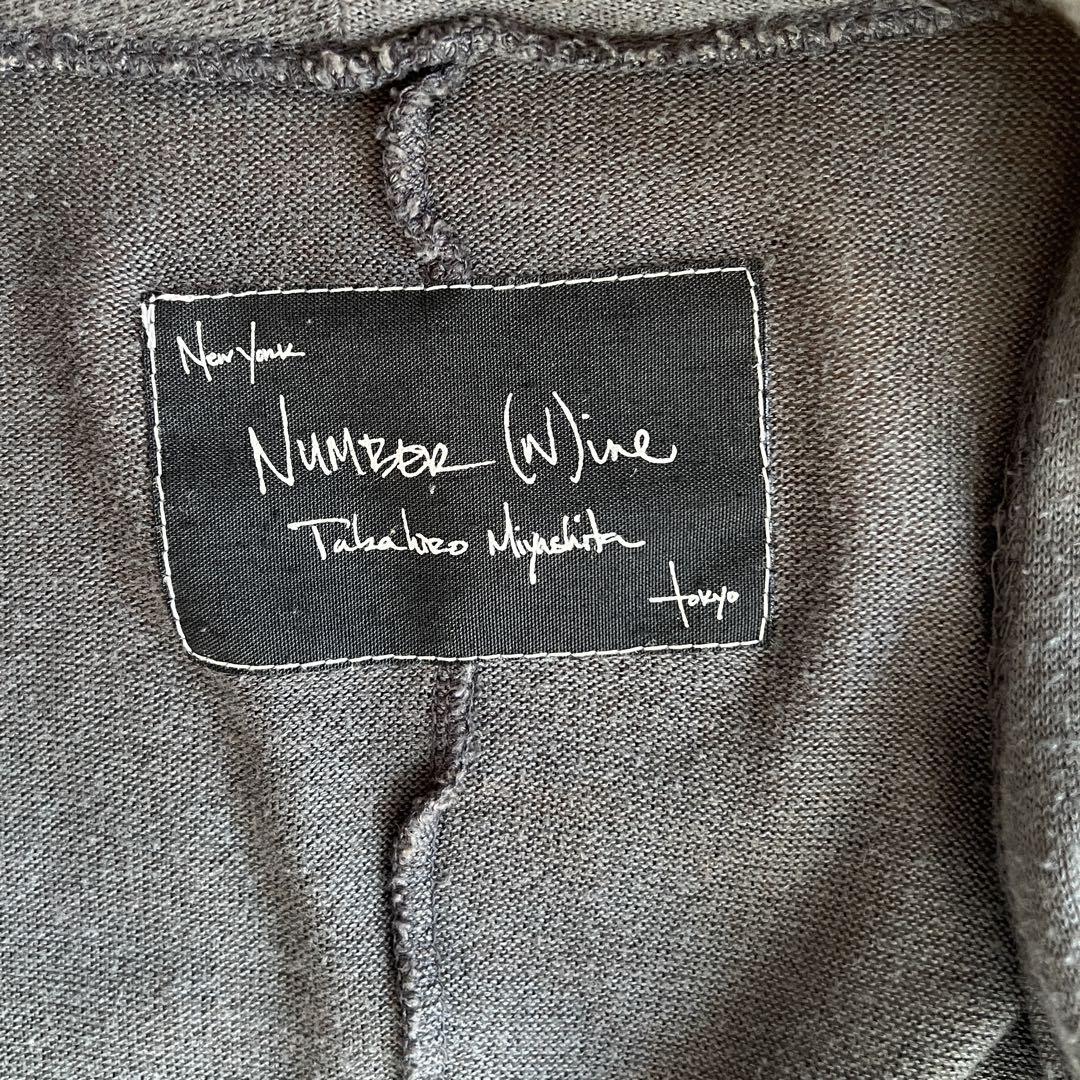 New York
NUMBER (N)ine
Takahiro Miyashita
tokyo